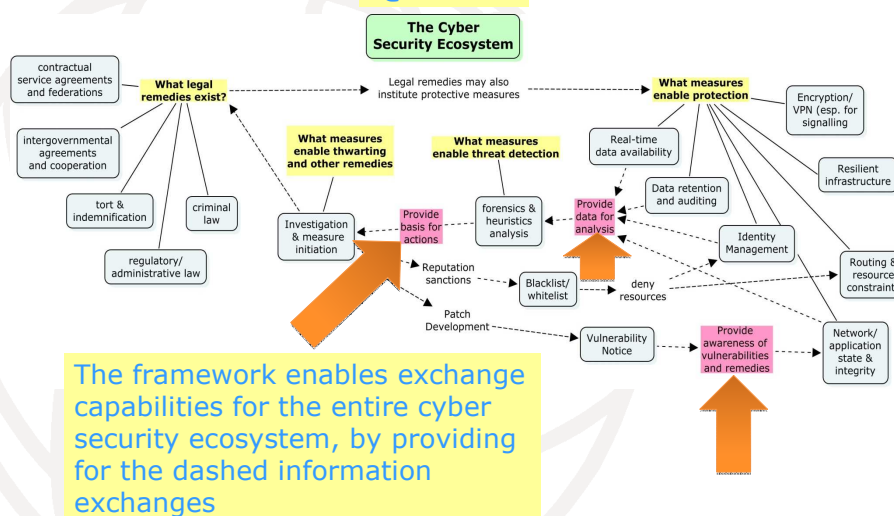 The Cyber
Security Ecosystem
contractual
service agreements
and federations
What legal
remedies exist?
Legal remedies may also
institute protective measures
What measures
enable protection
Encryption/
VPN (esp. for
signalling
intergovernmental
agreements
and cooperation
What measures
enable thwarting
and other remedies
What measures
enable threat detection
Real-time
data availability
Resilient
infrastructure
tort &
indemnification
criminal
law
Investigation
& measure
initiation
Provide
basis for
actions
forensics &
heuristics
analysis
Provide
data for
analysis
Data retention
and auditing
Identity
Management
regulatory/
administrative law
Reputation
sanctions
Blacklist/
whitelist
deny
resources
Routing &
resource
constraint
Patch
Development
Vulnerability
Notice
Provide
awareness of
vulnerabilities
and remedies
Network/
application
state &
integrity
The framework enables exchange
capabilities for the entire cyber
security ecosystem, by providing
for the dashed information
exchanges